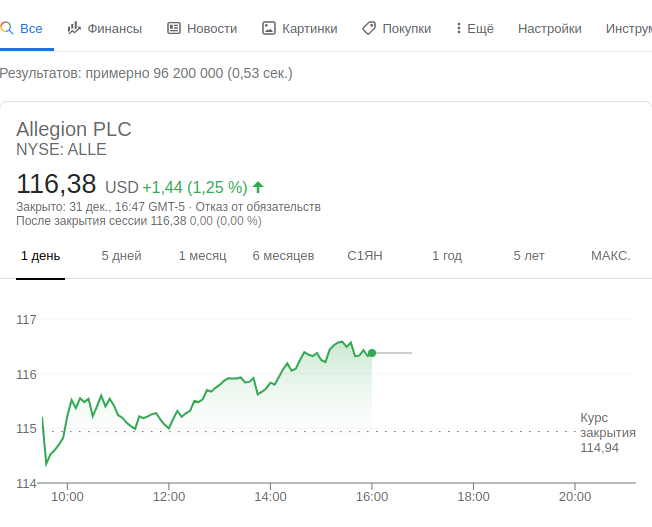 Все Финансы Новости Картинки Покупки Ещё Настройки Инструм
Результатов: примерно 96 200 000 (0,53 сек.)
Allegion PLC
NYSE: ALLE
116,38 USD +1,44 (1,25 %)
Закрыто: 31 дек., 16:47 GMT-5 · Отказ от обязательств
После закрытия сессии 116,38 0,00 (0,00 %)
1 день 5 дней 1 месяц 6 месяцев С1ЯН 1 год 5 лет МАКС.
117
116
115
Курс
закрытия
114,94
114
10:00 12:00 14:00 16:00 18:00 20:00